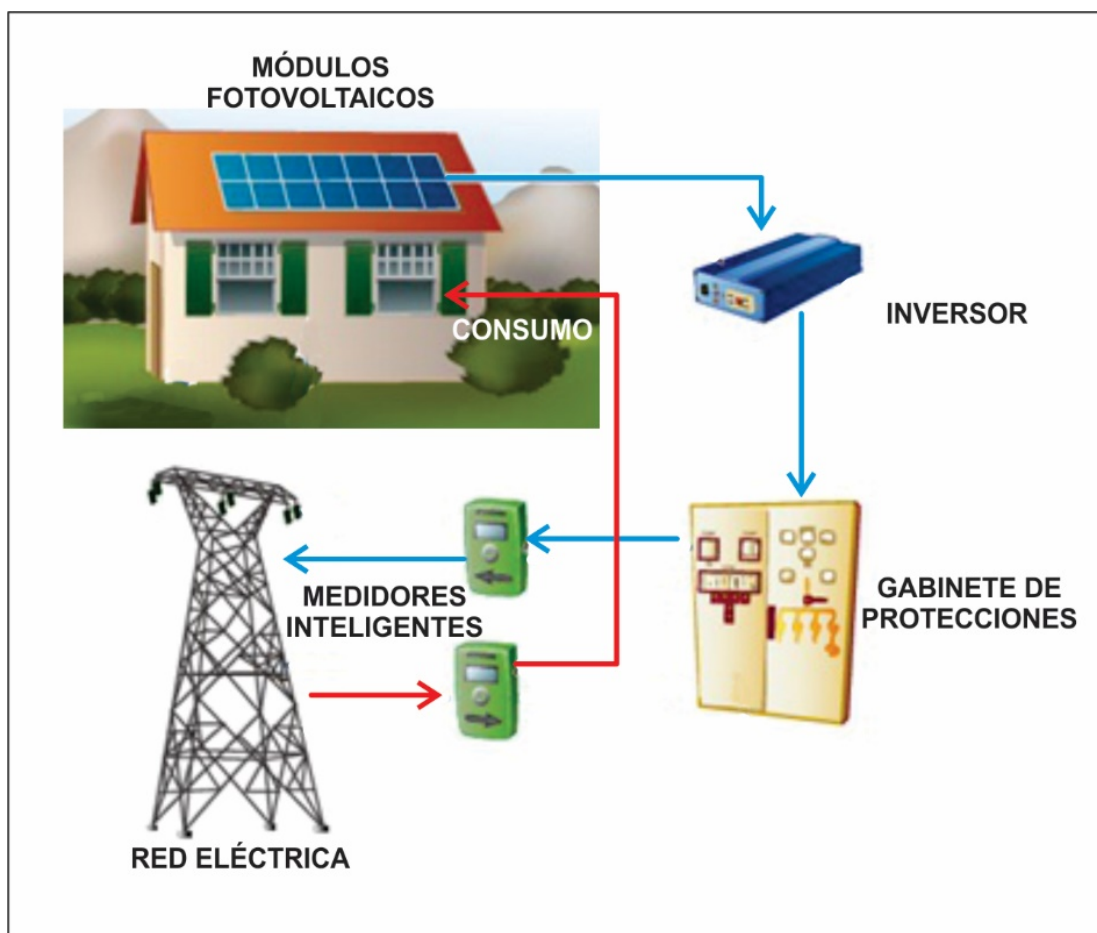 MÓDULOS
FOTOVOLTAICOS
INVERSOR
CONSUMO
GABINETE DE
PROTECCIONES
MEDIDORES
INTELIGENTES
RED ELÉCTRICA